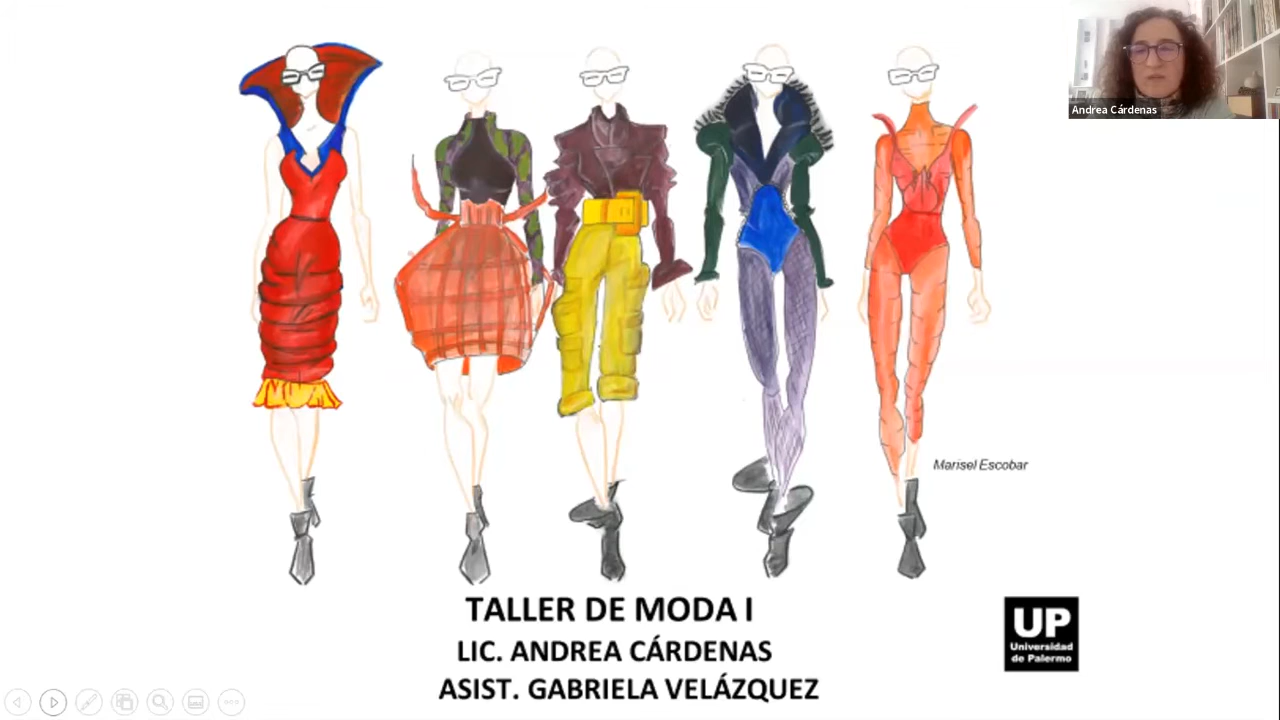 Andrea Cárdenas
Marisel Escobar
TALLER DE MODA I
LIC. ANDREA CÁRDENAS
ASIST. GABRIELA VELÁZQUEZ
UP
Universidad
de Palermo